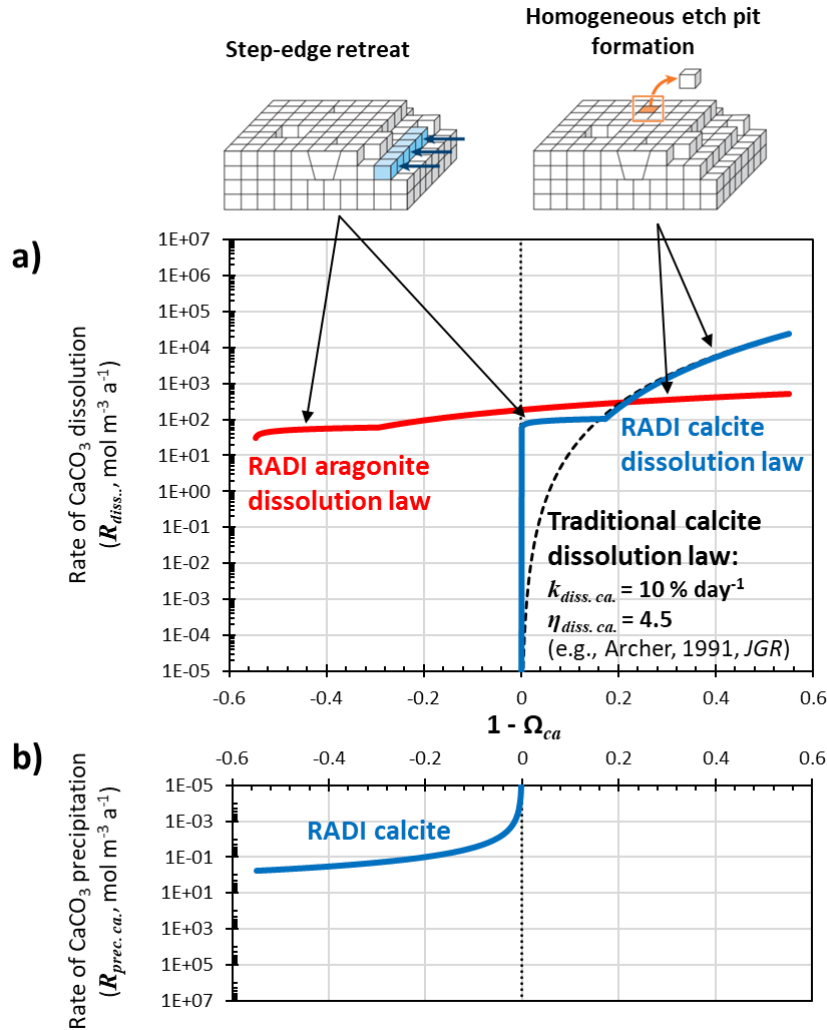 Step-edge retreat
Homogeneous etch pit
formation
a)
Rate of CaCO₃ dissolution
(R_diss.., mol m⁻³ a⁻¹)
1E+07
1E+06
1E+05
1E+04
1E+03
1E+02
1E+01
1E+00
1E-01
1E-02
1E-03
1E-04
1E-05
RADI aragonite
dissolution law
RADI calcite
dissolution law
Traditional calcite
dissolution law:
k_diss. ca. = 10 % day⁻¹
η_diss. ca. = 4.5
(e.g., Archer, 1991, JGR)
-0.6 -0.4 -0.2 0 0.2 0.4 0.6
1 - Ω_ca
b)
-0.6 -0.4 -0.2 0 0.2 0.4 0.6
Rate of CaCO₃ precipitation
(R_prec. ca., mol m⁻³ a⁻¹)
1E-05
1E-03
1E-01
1E+01
1E+03
1E+05
1E+07
RADI calcite